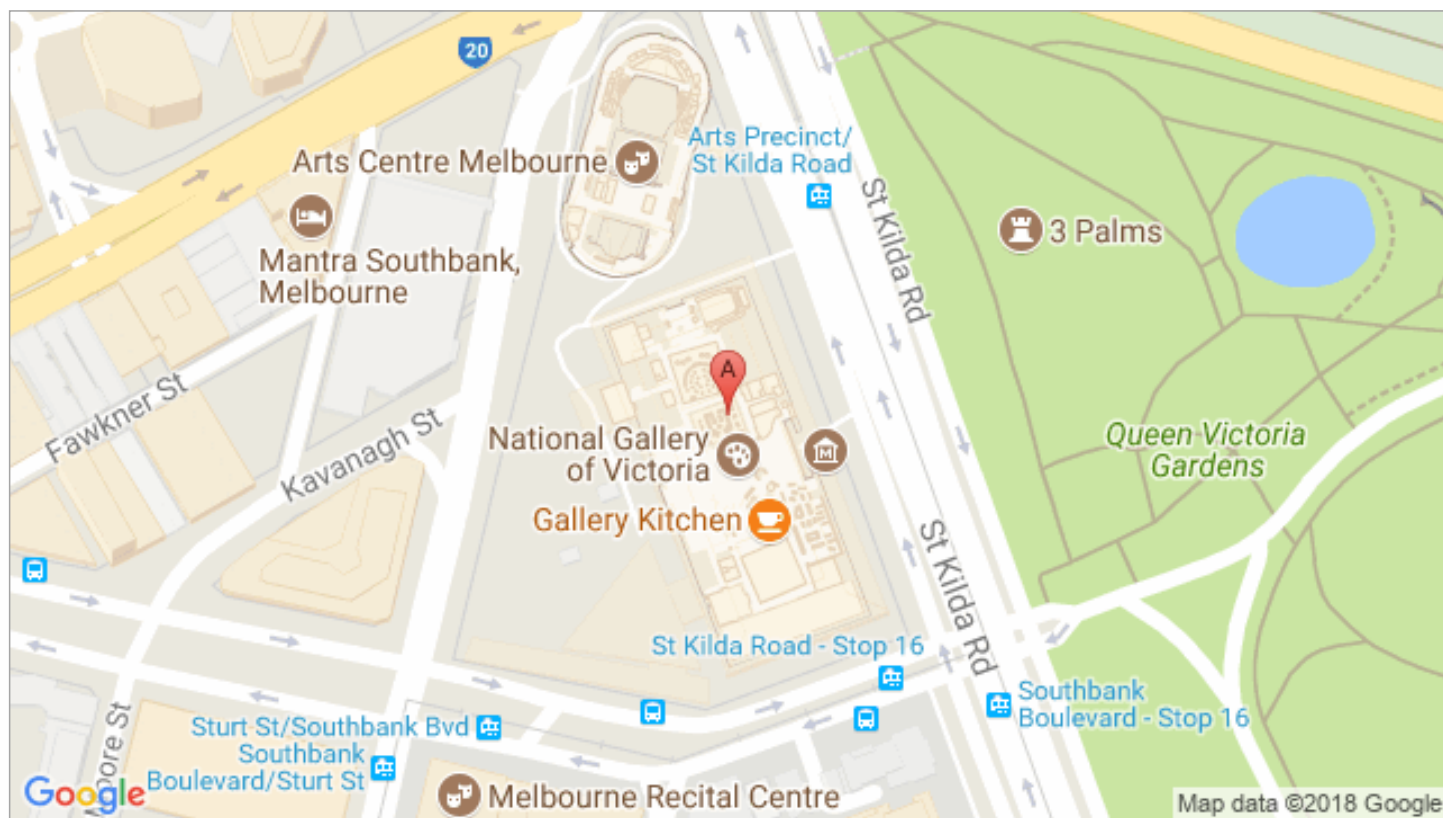 20
Arts Precinct/
St Kilda Road
Arts Centre Melbourne
Mantra Southbank,
Melbourne
St Kilda Rd
3 Palms
A
Fawkner St
Kavanagh St
National Gallery
of Victoria
M
Gallery Kitchen
Queen Victoria
Gardens
St Kilda Rd
St Kilda Road - Stop 16
Southbank
Boulevard - Stop 16
Sturt St/Southbank Bvd
Southbank
Boulevard/Sturt St
Melbourne Recital Centre
Google
Map data ©2018 Google